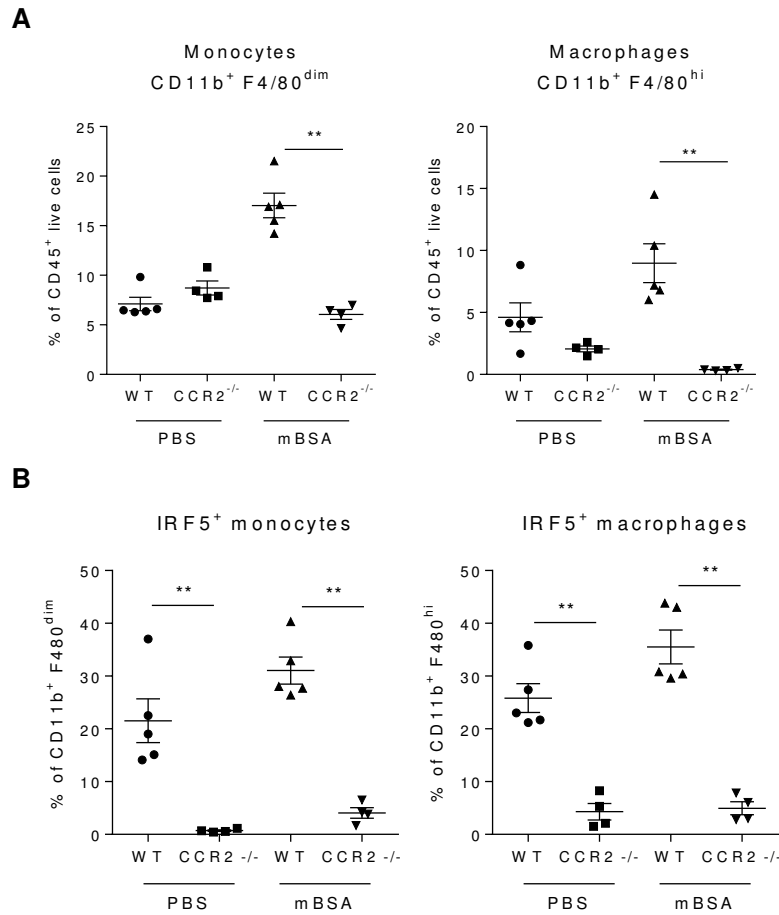 A
Monocytes
CD11b+ F4/80dim
Macrophages
CD11b+ F4/80hi
% of CD45+ live cells
25
20
15
10
5
0
**
WT CCR2-/- WT CCR2-/-
PBS mBSA
% of CD45+ live cells
20
15
10
5
0
**
WT CCR2-/- WT CCR2-/-
PBS mBSA
B
IRF5+ monocytes
IRF5+ macrophages
% of CD11b+ F480dim
50
40
30
20
10
0
** **
WT CCR2 -/- WT CCR2 -/-
PBS mBSA
% of CD11b+ F480hi
50
40
30
20
10
0
** **
WT CCR2 -/- WT CCR2 -/-
PBS mBSA